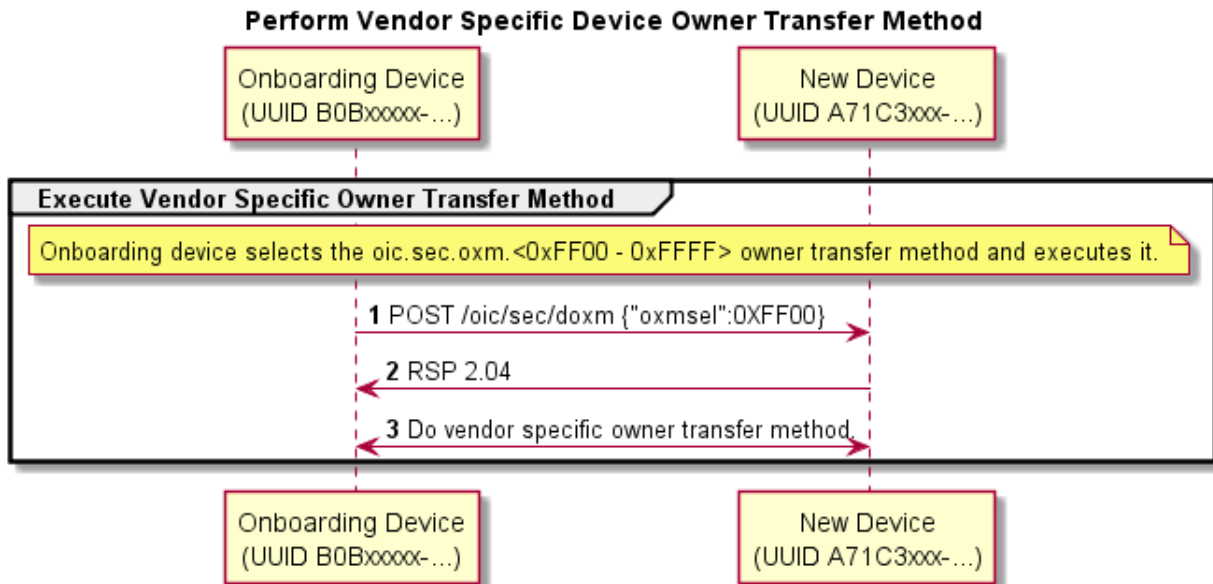 Perform Vendor Specific Device Owner Transfer Method
Onboarding Device
(UUID B0Bxxxxx-...)
New Device
(UUID A71C3xxx-...)
Execute Vendor Specific Owner Transfer Method
Onboarding device selects the oic.sec.oxm.<0xFF00 - 0xFFFF> owner transfer method and executes it.
1 POST /oic/sec/doxm {"oxmsel":0XFF00}
2 RSP 2.04
3 Do vendor specific owner transfer method.
Onboarding Device
(UUID B0Bxxxxx-...)
New Device
(UUID A71C3xxx-...)